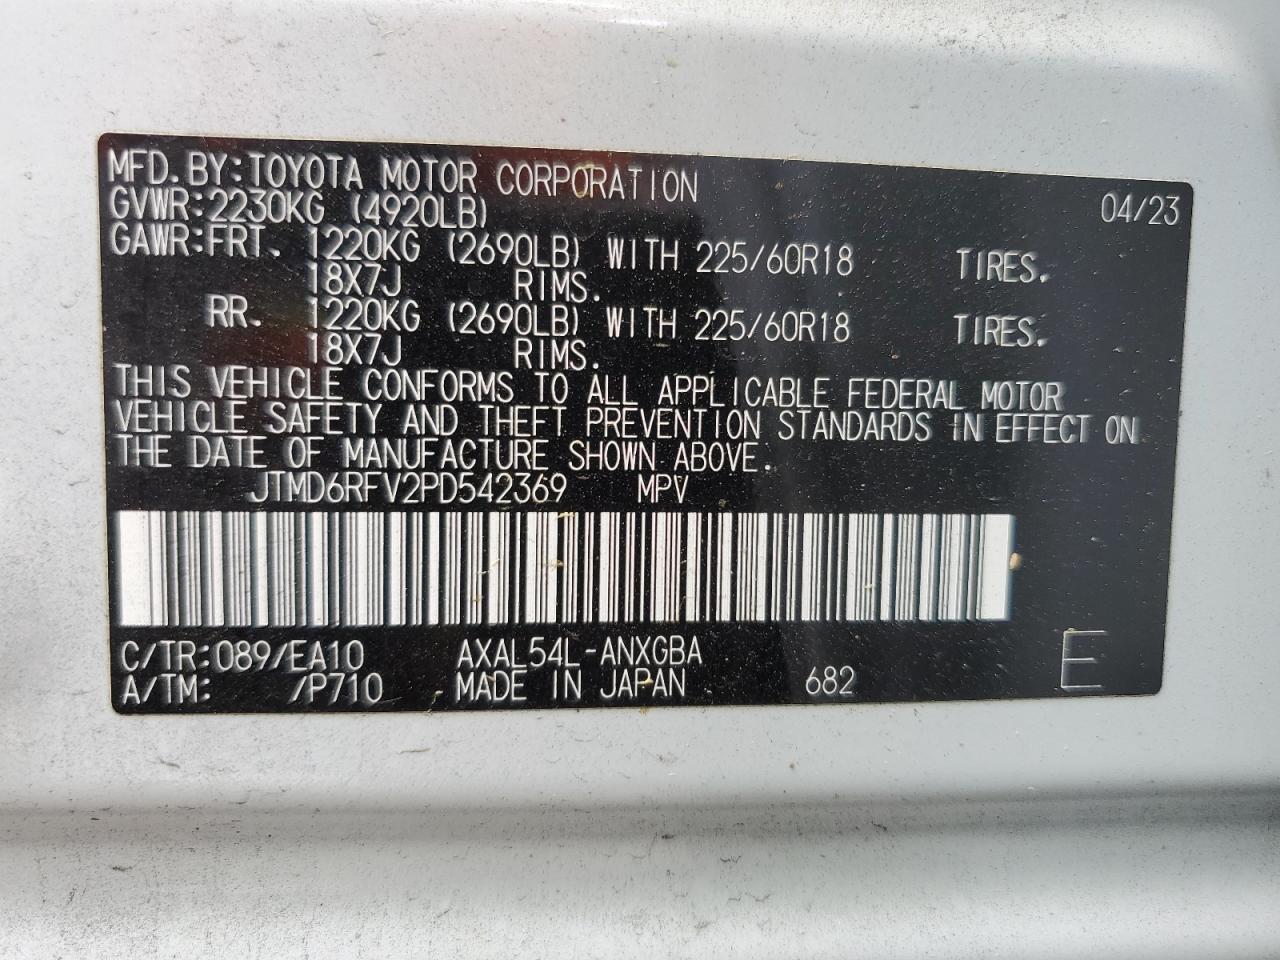 MFD. BY: TOYOTA MOTOR CORPORATION 04/23
GVWR: 2230KG (4920LB)
GAWR: FRT. 1220KG (2690LB) WITH 225/60R18 TIRES.
18X7J RIMS.
RR. 1220KG (2690LB) WITH 225/60R18 TIRES.
18X7J RIMS.
THIS VEHICLE CONFORMS TO ALL APPLICABLE FEDERAL MOTOR
VEHICLE SAFETY AND THEFT PREVENTION STANDARDS IN EFFECT ON
THE DATE OF MANUFACTURE SHOWN ABOVE.
JTMD6RFV2PD542369 MPV
C/TR: 089/EA10 AXAL54L-ANXGBA
A/TM: /P710 MADE IN JAPAN 682 E